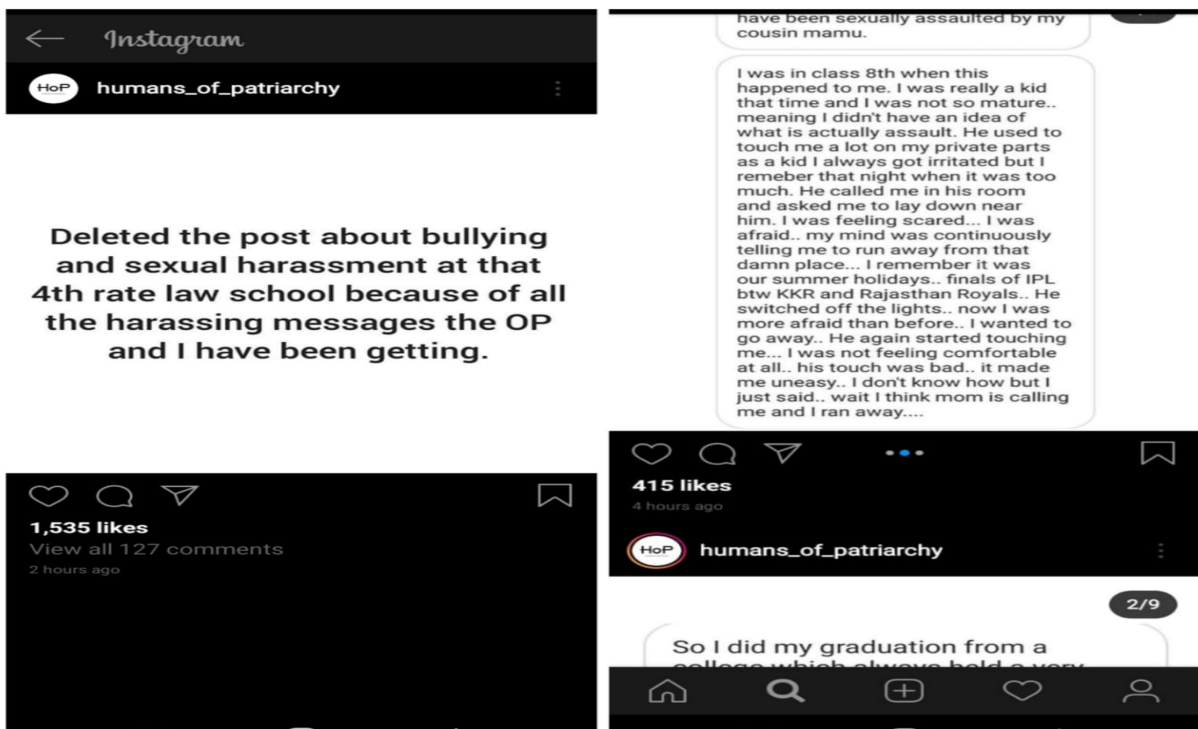 Instagram
HoP humans_of_patriarchy
Deleted the post about bullying
and sexual harassment at that
4th rate law school because of all
the harassing messages the OP
and I have been getting.
1,535 likes
View all 127 comments
2 hours ago
have been sexually assaulted by my
cousin mamu.
I was in class 8th when this
happened to me. I was really a kid
that time and I was not so mature..
meaning I didn't have an idea of
what is actually assault. He used to
touch me a lot on my private parts
as a kid I always got irritated but I
remeber that night when it was too
much. He called me in his room
and asked me to lay down near
him. I was feeling scared... I was
afraid.. my mind was continuously
telling me to run away from that
damn place... I remember it was
our summer holidays.. finals of IPL
btw KKR and Rajasthan Royals.. He
switched off the lights.. now I was
more afraid than before.. I wanted to
go away.. He again started touching
me... I was not feeling comfortable
at all.. his touch was bad.. it made
me uneasy.. I don't know how but I
just said.. wait I think mom is calling
me and I ran away....
415 likes
4 hours ago
HoP humans_of_patriarchy
2/9
So I did my graduation from a
college which always held a very